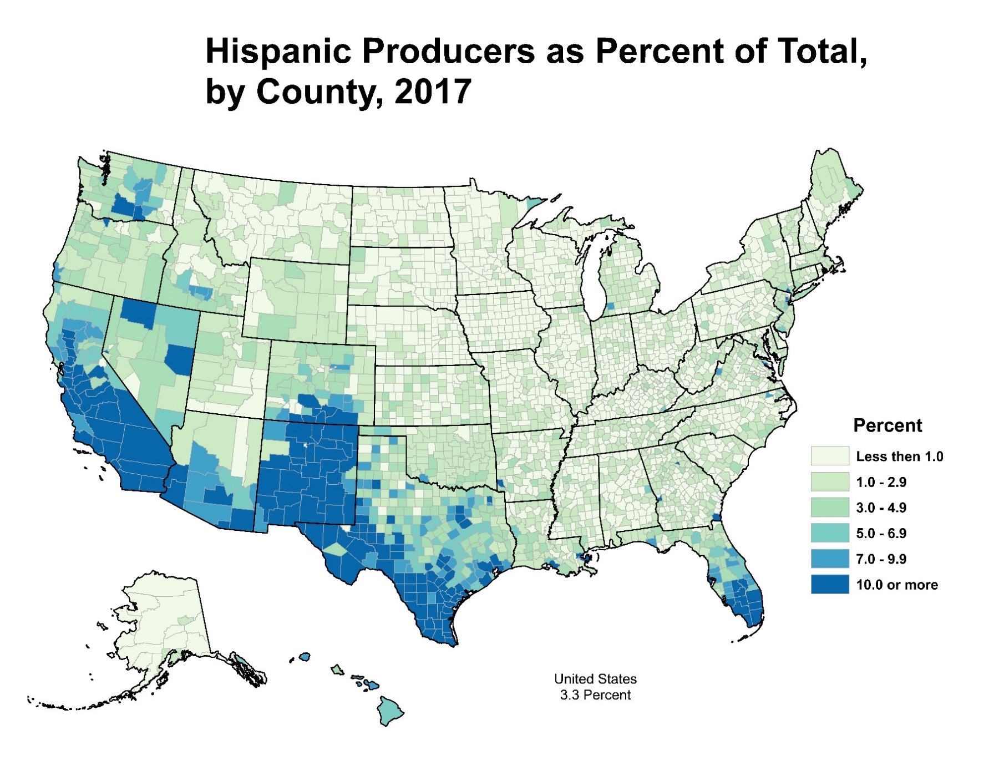 Hispanic Producers as Percent of Total,
by County, 2017
Percent
Less then 1.0
1.0 - 2.9
3.0 - 4.9
5.0 - 6.9
7.0 - 9.9
10.0 or more
United States
3.3 Percent